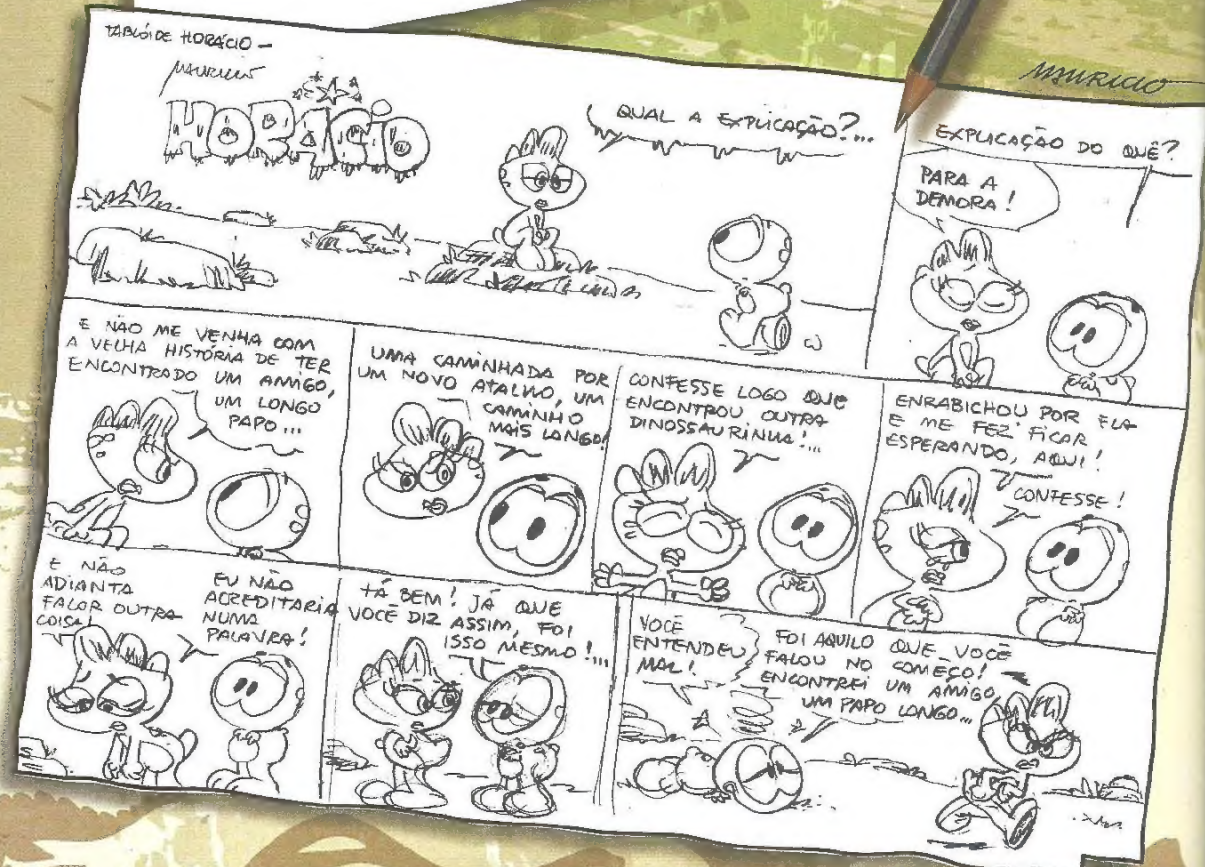 TABLÓIDE HORÁCIO -
MAURICIO
HORÁCIO
MAURICIO
QUAL A EXPLICAÇÃO?...
EXPLICAÇÃO DO QUÊ?
PARA A
DEMORA!
E NÃO ME VENHA COM
A VELHA HISTÓRIA DE TER
ENCONTRADO UM AMIGO,
UM LONGO
PAPO...
UMA CAMINHADA POR
UM NOVO ATALHO, UM
CAMINHO
MAIS LONGO!
CONFESSE LOGO QUE
ENCONTROU OUTRA
DINOSSAURINHA!...
ENRABICHOU POR ELA
E ME FEZ FICAR
ESPERANDO, AQUI!
CONFESSE!
E NÃO
ADIANTA
FALAR OUTRA
COISA!
EU NÃO
ACREDITARIA
NUMA
PALAVRA!
TÁ BEM! JÁ QUE
VOCÊ DIZ ASSIM, FOI
ISSO MESMO!...
VOCÊ
ENTENDEU
MAL!
FOI AQUILO QUE VOCÊ
FALOU NO COMEÇO!
ENCONTREI UM AMIGO,
UM PAPO LONGO...